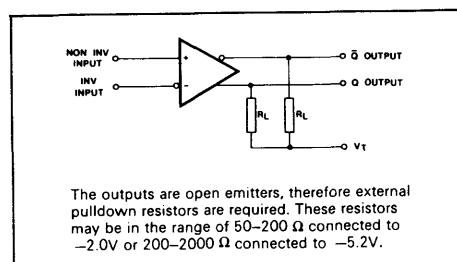 NON INV
INPUT
INV
INPUT
+
-
Q̄ OUTPUT
Q OUTPUT
RL
RL
VT
The outputs are open emitters, therefore external
pulldown resistors are required. These resistors
may be in the range of 50–200 Ω connected to
–2.0V or 200–2000 Ω connected to –5.2V.